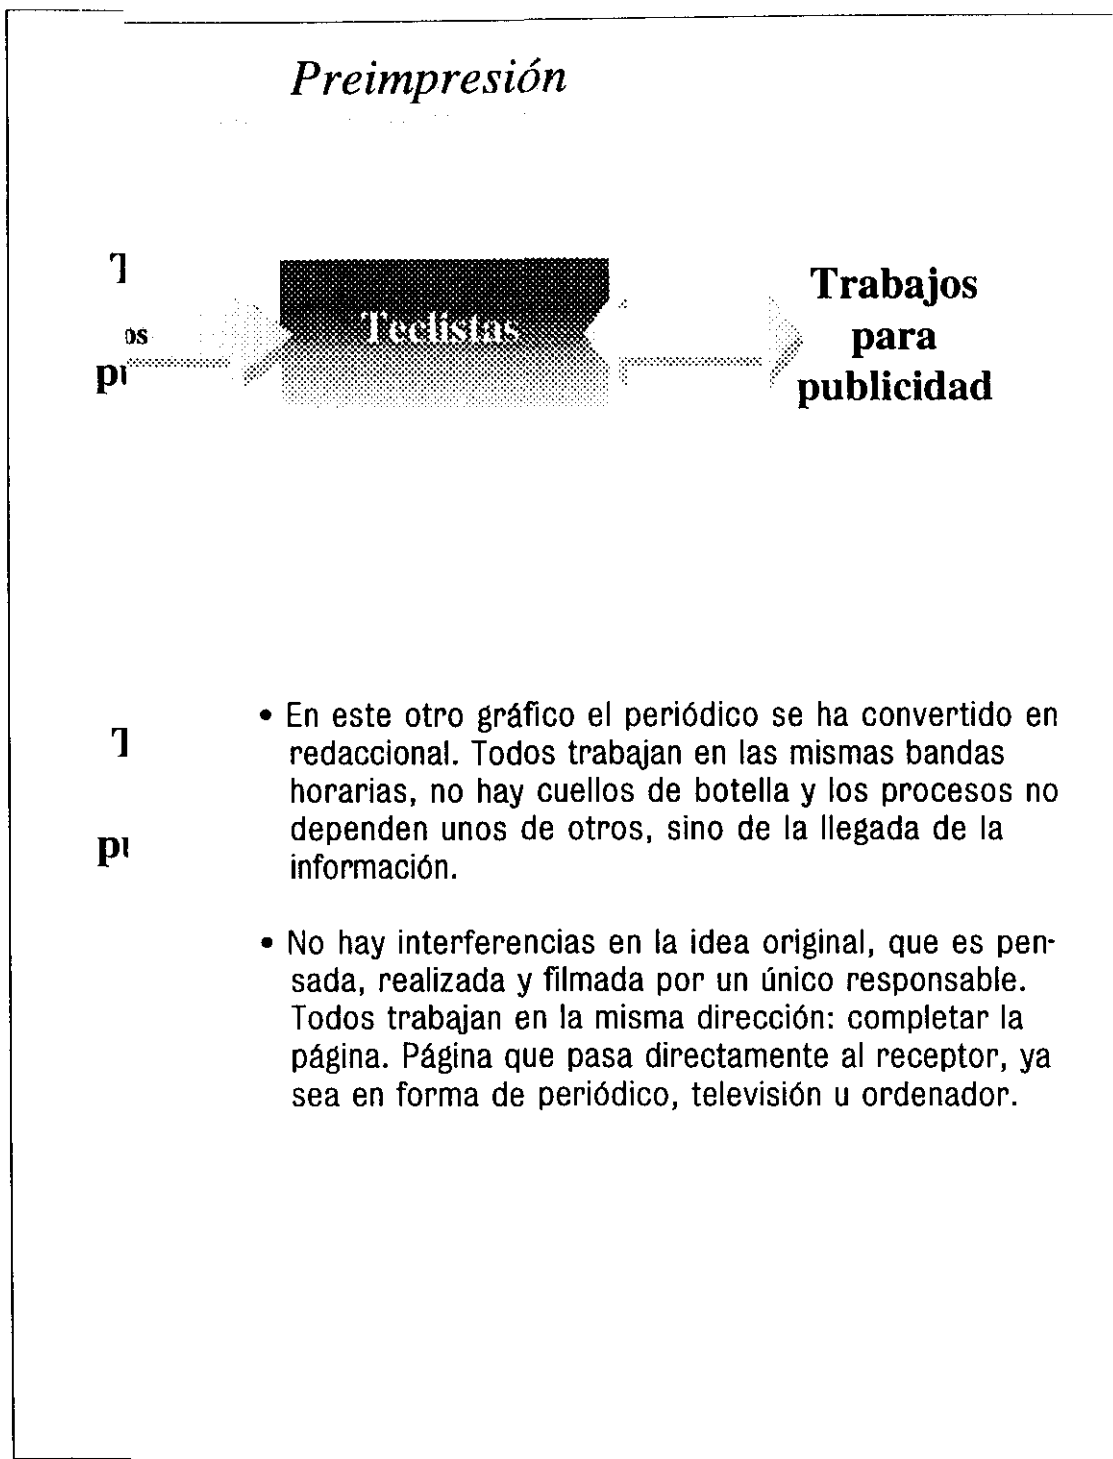 Preimpresión
Teclistas
Trabajos
para
publicidad
• En este otro gráfico el periódico se ha convertido en
redaccional. Todos trabajan en las mismas bandas
horarias, no hay cuellos de botella y los procesos no
dependen unos de otros, sino de la llegada de la
información.
• No hay interferencias en la idea original, que es pen-
sada, realizada y filmada por un único responsable.
Todos trabajan en la misma dirección: completar la
página. Página que pasa directamente al receptor, ya
sea en forma de periódico, televisión u ordenador.